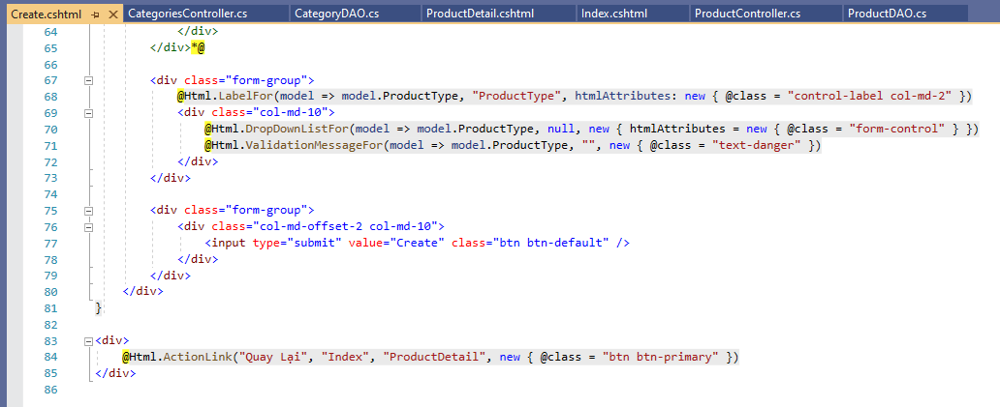 Create.cshtml CategoriesController.cs CategoryDAO.cs ProductDetail.cshtml Index.cshtml ProductController.cs ProductDAO.cs
64 </div>
65 </div>*@
66
67 <div class="form-group">
68 @Html.LabelFor(model => model.ProductType, "ProductType", htmlAttributes: new { @class = "control-label col-md-2" })
69 <div class="col-md-10">
70 @Html.DropDownListFor(model => model.ProductType, null, new { htmlAttributes = new { @class = "form-control" } })
71 @Html.ValidationMessageFor(model => model.ProductType, "", new { @class = "text-danger" })
72 </div>
73 </div>
74
75 <div class="form-group">
76 <div class="col-md-offset-2 col-md-10">
77 <input type="submit" value="Create" class="btn btn-default" />
78 </div>
79 </div>
80 </div>
81 }
82
83 <div>
84 @Html.ActionLink("Quay Lại", "Index", "ProductDetail", new { @class = "btn btn-primary" })
85 </div>
86